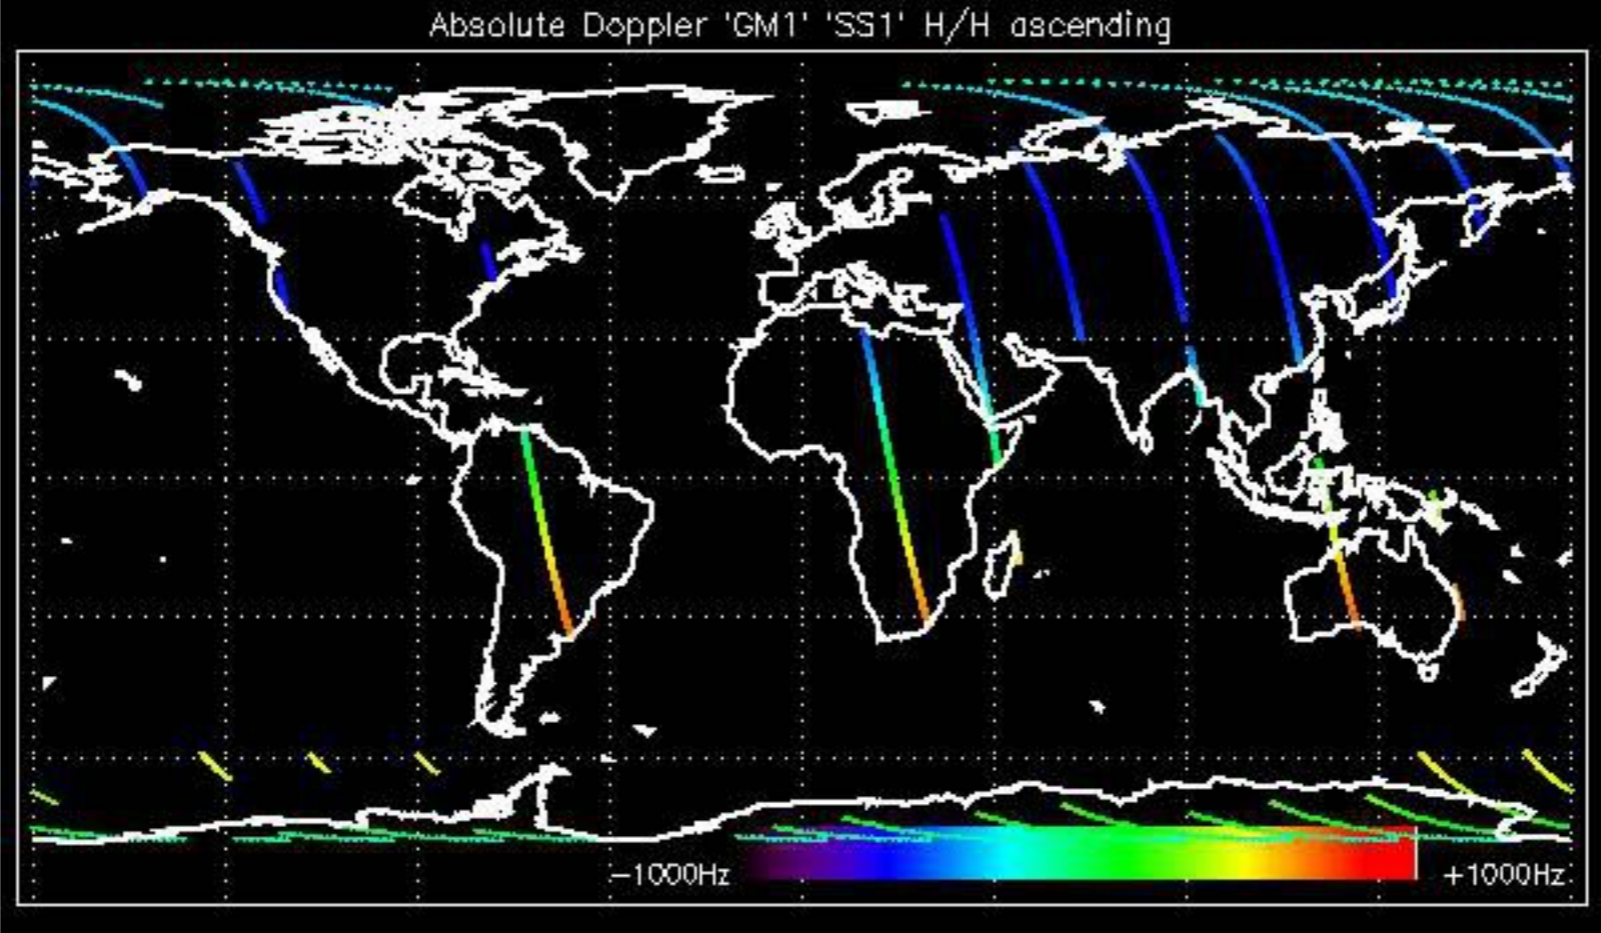 Absolute Doppler 'GM1' 'SS1' H/H ascending
−1000Hz
+1000Hz